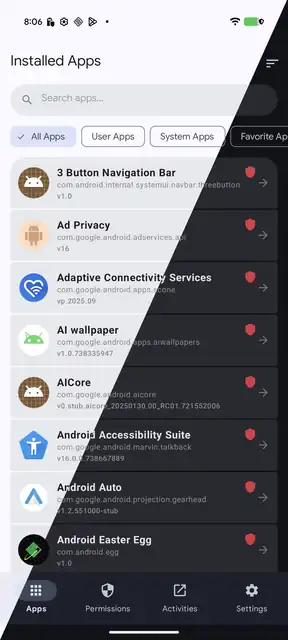 8:06
Installed Apps
Search apps...
All Apps
User Apps
System Apps
Favorite Ap
3 Button Navigation Bar
com.android.internal.systemui.navbar.threebutton
v1.0
Ad Privacy
com.google.android.adservices.api
v16
Adaptive Connectivity Services
com.google.android.apps.scone
vp.2025.09
AI wallpaper
com.google.android.apps.aiwallpapers
v1.0.738335947
AICore
com.google.android.aicore
v0.stub.aicore_20250130.00_RC01.721552006
Android Accessibility Suite
com.google.android.marvin.talkback
v16.0.0.738667889
Android Auto
com.google.android.projection.gearhead
v1.2.551000-stub
Android Easter Egg
com.android.egg
v1.0
Apps
Permissions
Activities
Settings